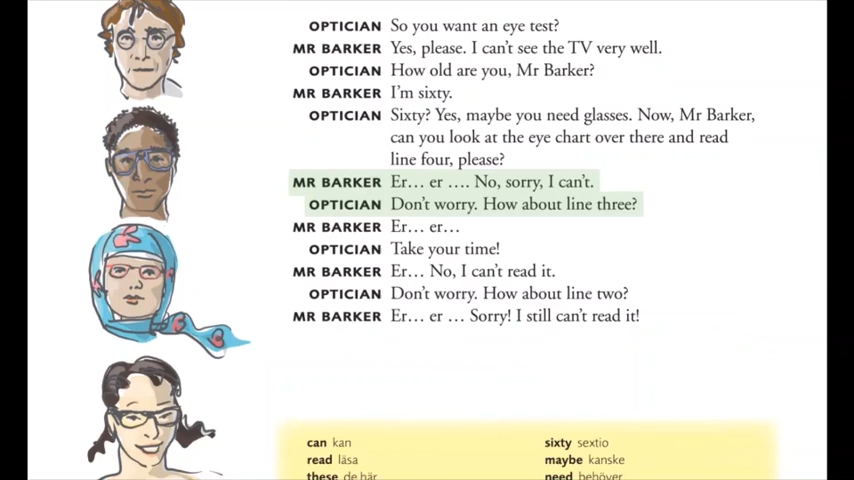 OPTICIAN So you want an eye test?
MR BARKER Yes, please. I can't see the TV very well.
OPTICIAN How old are you, Mr Barker?
MR BARKER I'm sixty.
OPTICIAN Sixty? Yes, maybe you need glasses. Now, Mr Barker,
can you look at the eye chart over there and read
line four, please?
MR BARKER Er… er …. No, sorry, I can't.
OPTICIAN Don't worry. How about line three?
MR BARKER Er… er…
OPTICIAN Take your time!
MR BARKER Er… No, I can't read it.
OPTICIAN Don't worry. How about line two?
MR BARKER Er… er … Sorry! I still can't read it!
can kan
read läsa
these de här
sixty sextio
maybe kanske
need behöver